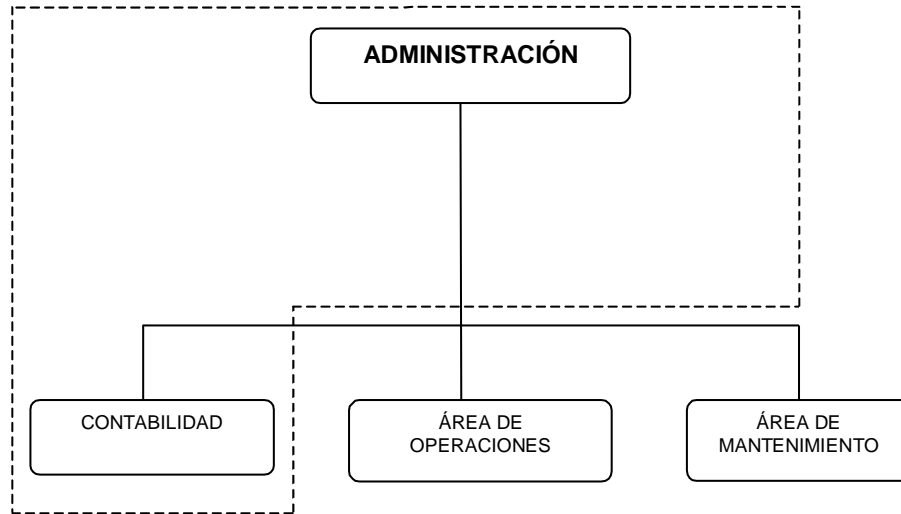 ADMINISTRACIÓN
CONTABILIDAD
ÁREA DE
OPERACIONES
ÁREA DE
MANTENIMIENTO